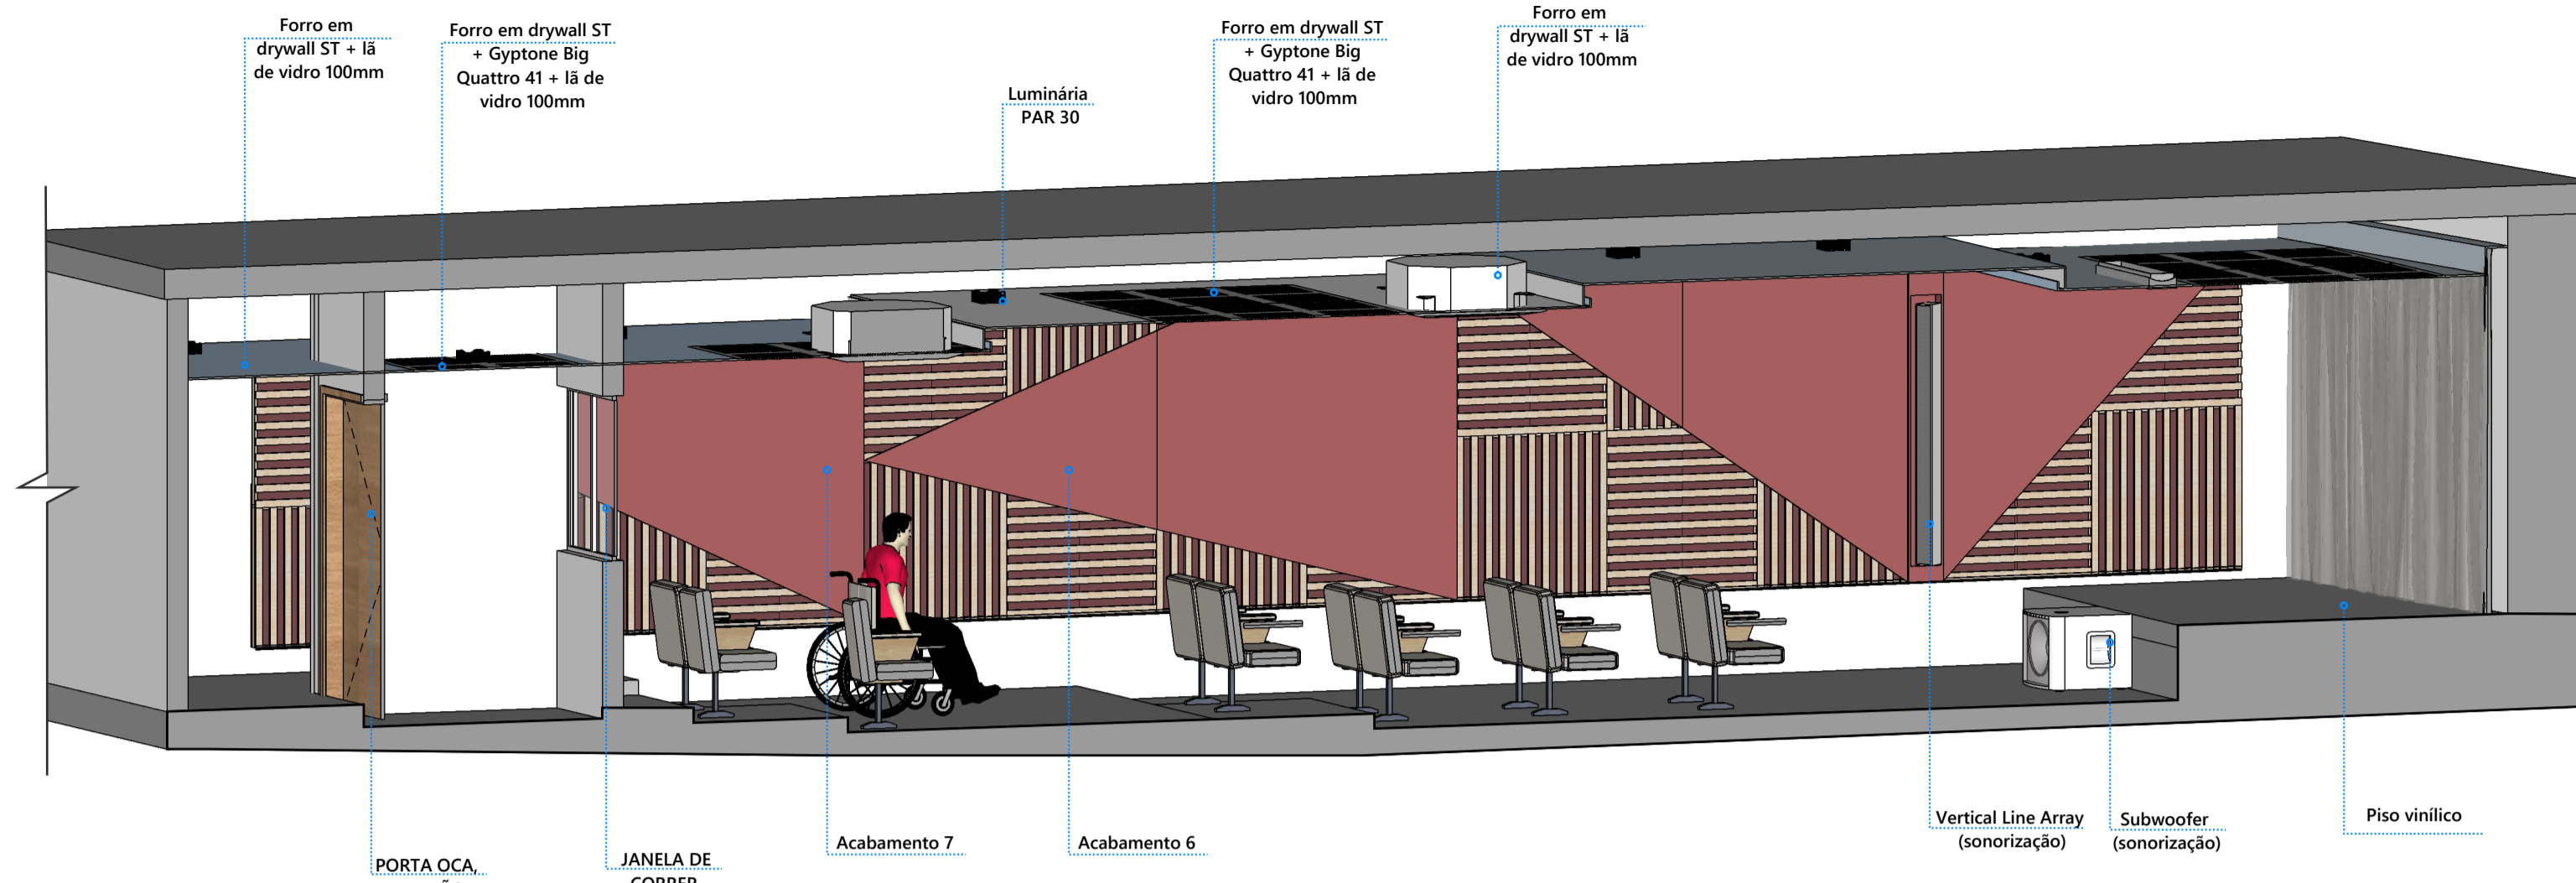 Forro em
drywall ST + lã
de vidro 100mm
Forro em drywall ST
+ Gyptone Big
Quattro 41 + lã de
vidro 100mm
Luminária
PAR 30
Forro em drywall ST
+ Gyptone Big
Quattro 41 + lã de
vidro 100mm
Forro em
drywall ST + lã
de vidro 100mm
PORTA OCA,
JANELA DE
CORRER
Acabamento 7
Acabamento 6
Vertical Line Array
(sonorização)
Subwoofer
(sonorização)
Piso vinílico